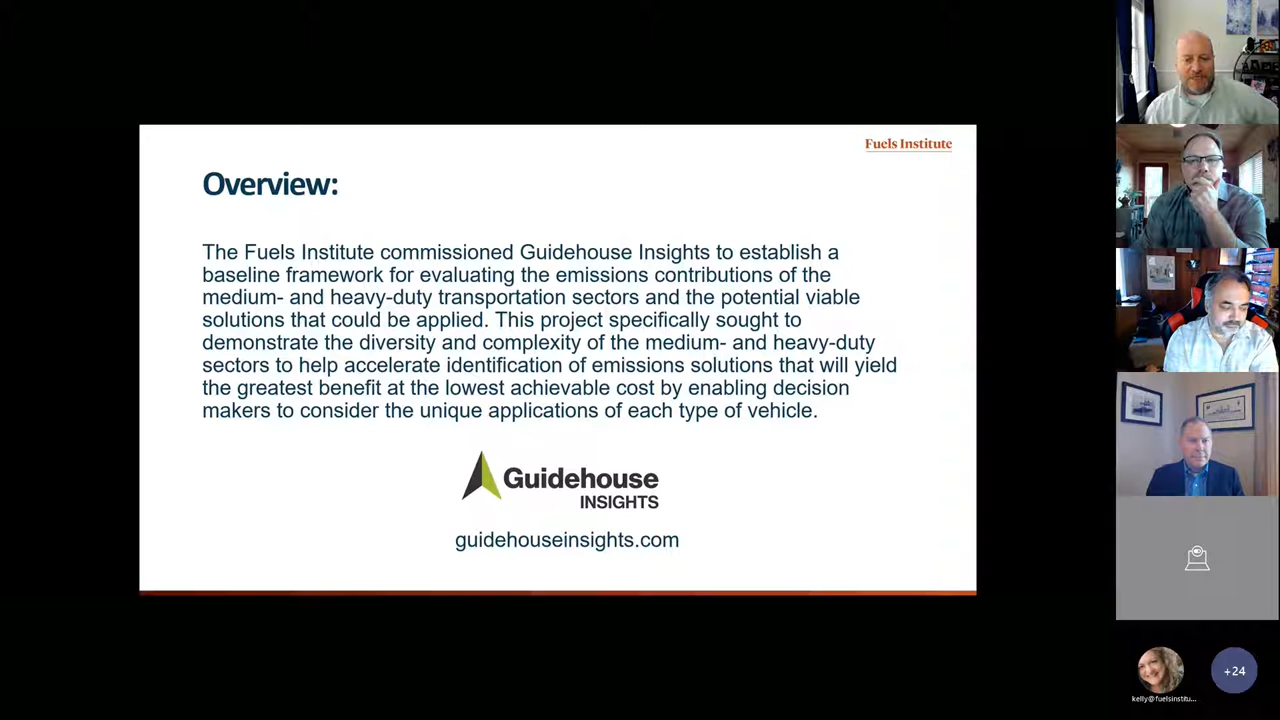 Fuels Institute
Overview:
The Fuels Institute commissioned Guidehouse Insights to establish a
baseline framework for evaluating the emissions contributions of the
medium- and heavy-duty transportation sectors and the potential viable
solutions that could be applied. This project specifically sought to
demonstrate the diversity and complexity of the medium- and heavy-duty
sectors to help accelerate identification of emissions solutions that will yield
the greatest benefit at the lowest achievable cost by enabling decision
makers to consider the unique applications of each type of vehicle.
Guidehouse
INSIGHTS
guidehouseinsights.com
kelly@fuelsinstitu...
+24